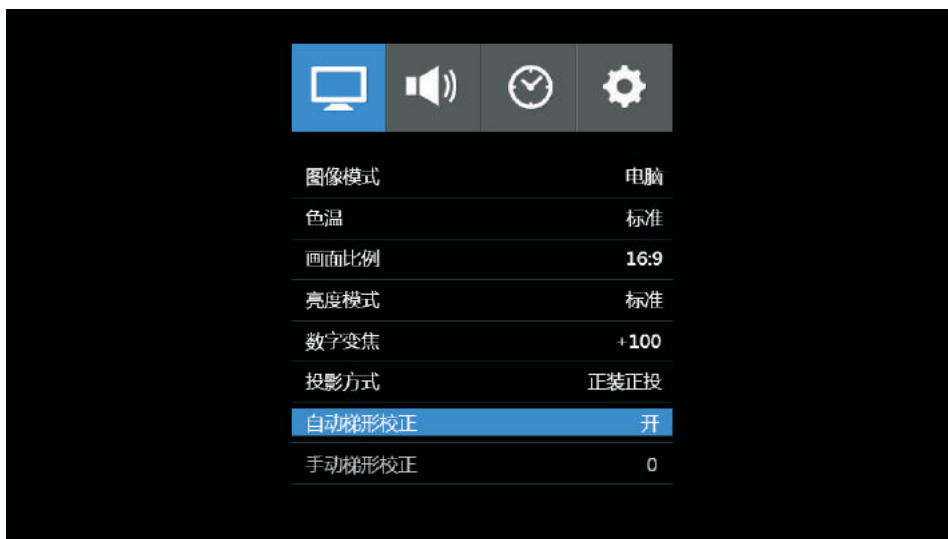 图像模式 电脑
色温 标准
画面比例 16:9
亮度模式 标准
数字变焦 +100
投影方式 正装正投
自动梯形校正 开
手动梯形校正 0